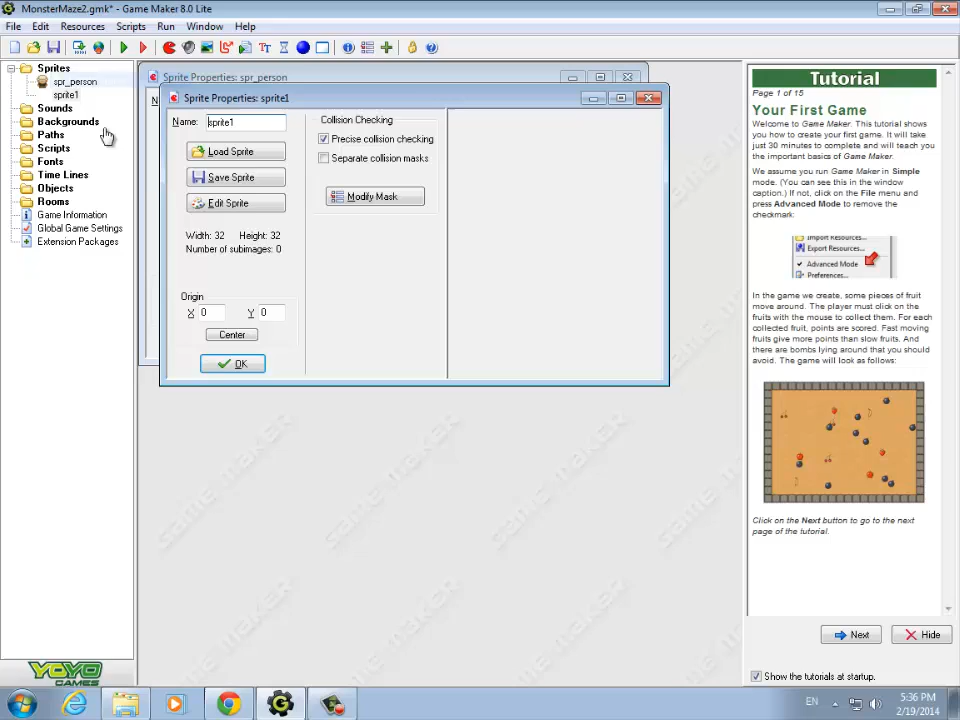 MonsterMaze2.gmk* - Game Maker 8.0 Lite
File Edit Resources Scripts Run Window Help
Sprites
spr_person
sprite1
Sounds
Backgrounds
Paths
Scripts
Fonts
Time Lines
Objects
Rooms
Game Information
Global Game Settings
Extension Packages
YOYO
GAMES
Sprite Properties: spr_person
Sprite Properties: sprite1
Name: sprite1
Load Sprite
Save Sprite
Edit Sprite
Width: 32 Height: 32
Number of subimages: 0
Origin
X 0 Y 0
Center
OK
Collision Checking
Precise collision checking
Separate collision masks
Modify Mask
Tutorial
Page 1 of 15
Your First Game
Welcome to Game Maker. This tutorial shows
you how to create your first game. It will take
just 30 minutes to complete and will teach you
the important basics of Game Maker.
We assume you run Game Maker in Simple
mode. (You can see this in the window
caption.) If not, click on the File menu and
press Advanced Mode to remove the
checkmark:
Import Resources...
Export Resources...
Advanced Mode
Preferences...
In the game we create, some pieces of fruit
move around. The player must click on the
fruits with the mouse to collect them. For each
collected fruit, points are scored. Fast moving
fruits give more points than slow fruits. And
there are bombs lying around that you should
avoid. The game will look as follows:
Click on the Next button to go to the next
page of the tutorial.
Next
Hide
Show the tutorials at startup.
EN
5:36 PM
2/19/2014